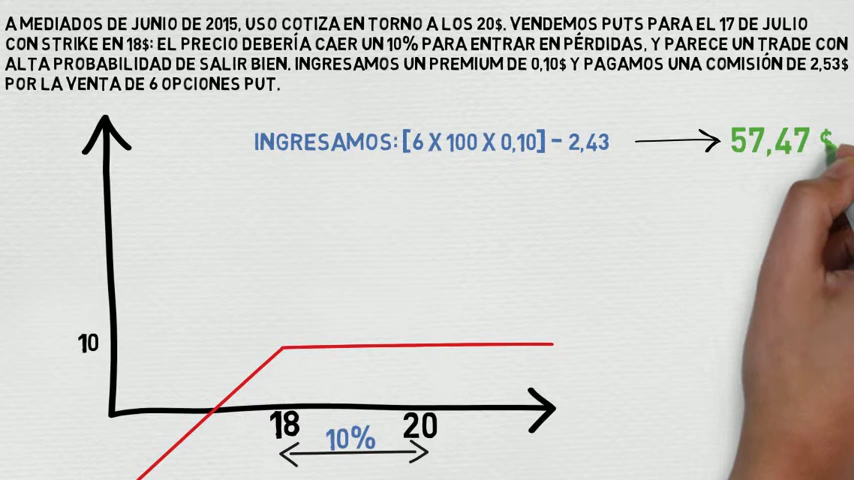 A MEDIADOS DE JUNIO DE 2015, USO COTIZA EN TORNO A LOS 20$. VENDEMOS PUTS PARA EL 17 DE JULIO
CON STRIKE EN 18$: EL PRECIO DEBERÍA CAER UN 10% PARA ENTRAR EN PÉRDIDAS, Y PARECE UN TRADE CON
ALTA PROBABILIDAD DE SALIR BIEN. INGRESAMOS UN PREMIUM DE 0,10$ Y PAGAMOS UNA COMISIÓN DE 2,53$
POR LA VENTA DE 6 OPCIONES PUT.
INGRESAMOS: [6 X 100 X 0,10] - 2,43 57,47 $
10
18 20
10%